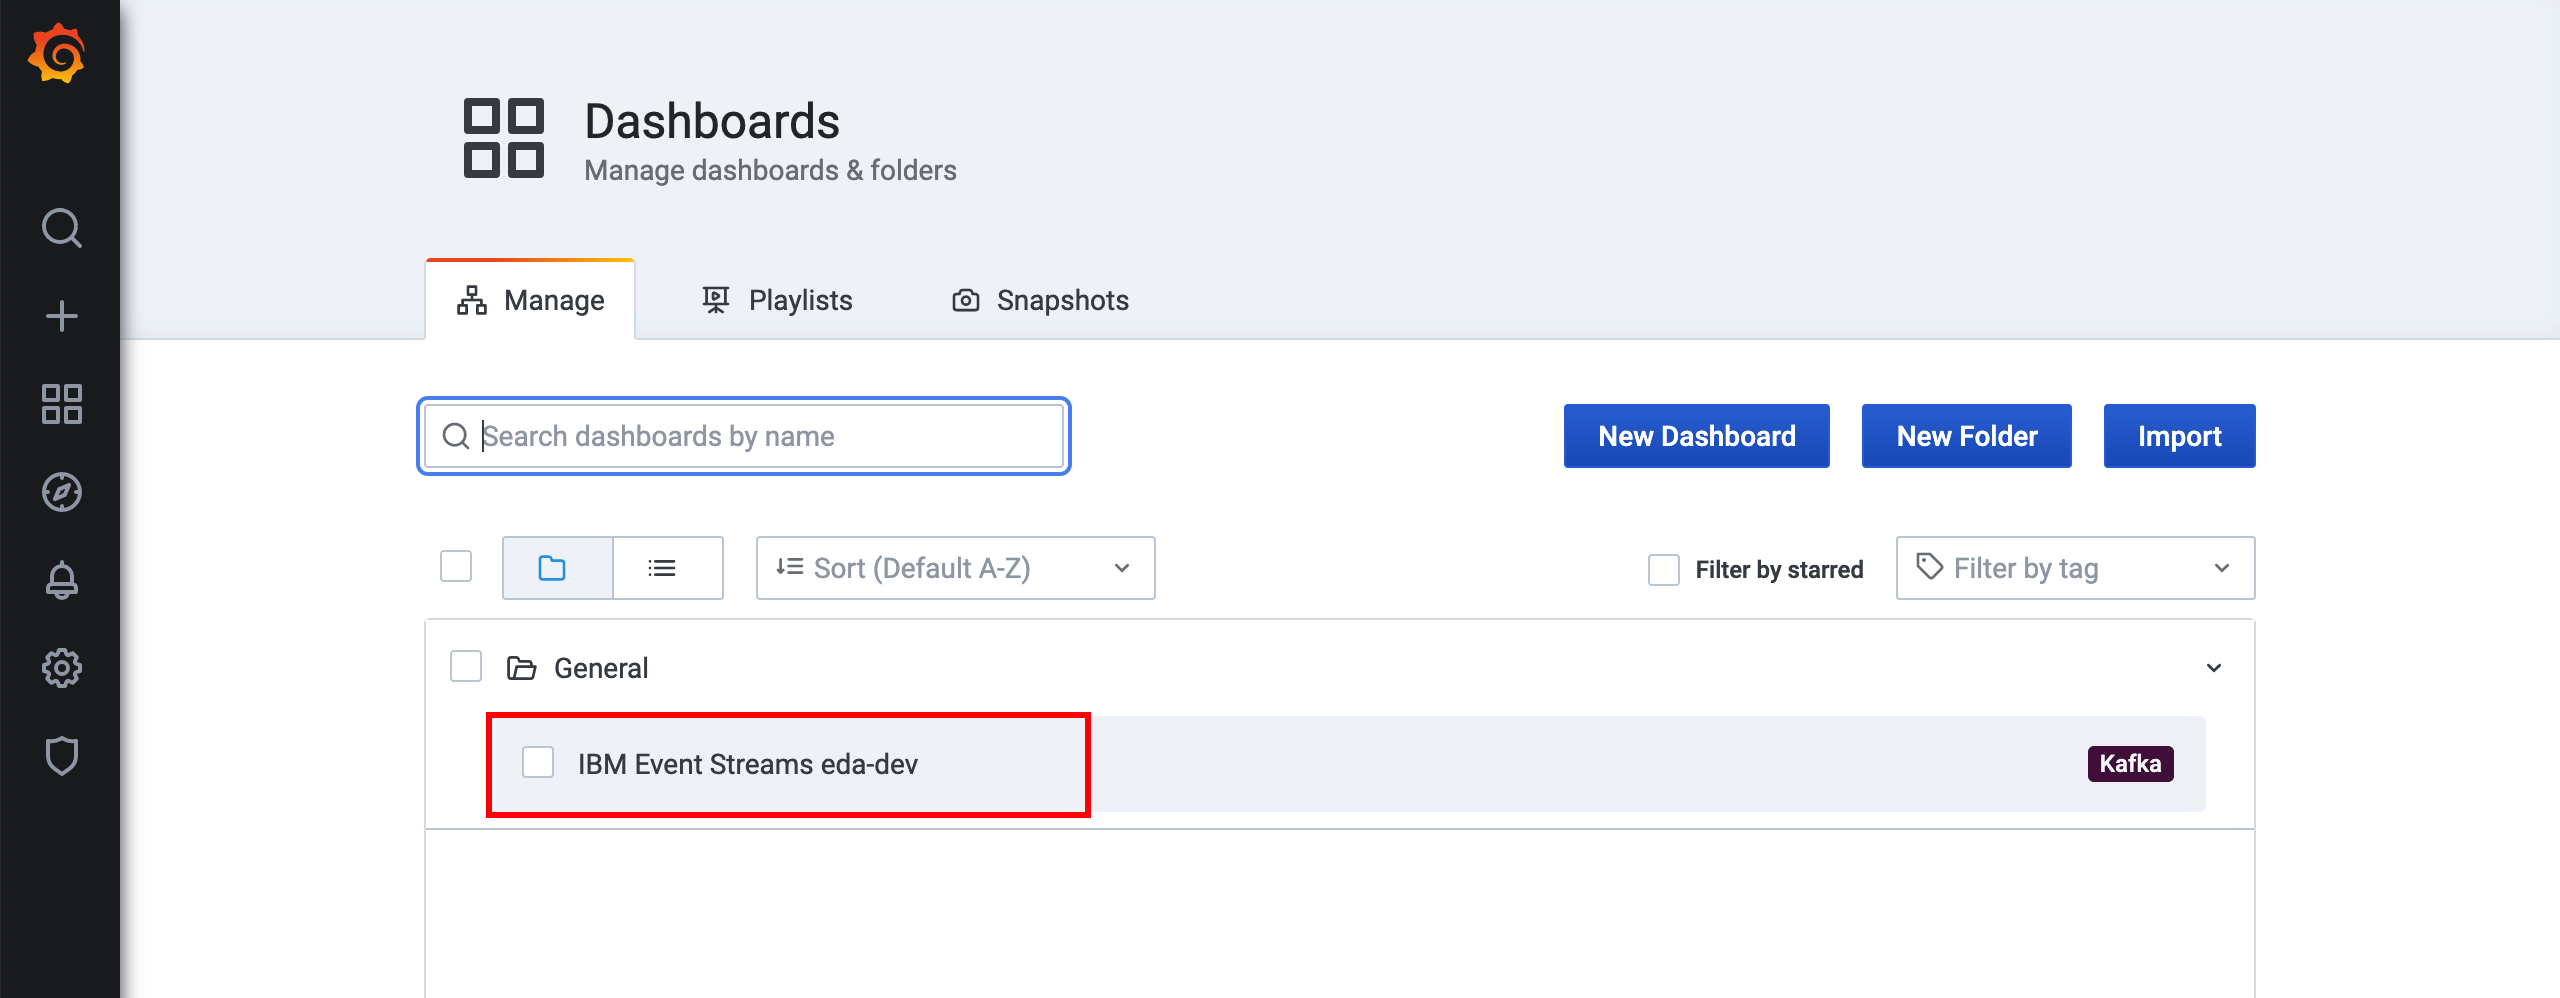 Dashboards
Manage dashboards & folders
Manage
Playlists
Snapshots
Search dashboards by name
New Dashboard
New Folder
Import
Sort (Default A-Z)
Filter by starred
Filter by tag
General
IBM Event Streams eda-dev
Kafka